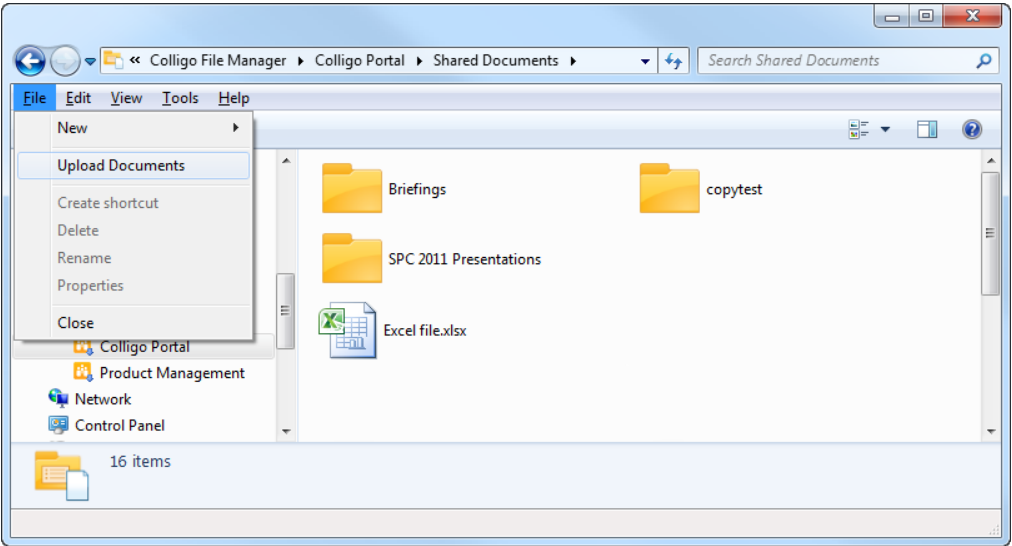 « Colligo File Manager Colligo Portal Shared Documents
Search Shared Documents
File Edit View Tools Help
New
Upload Documents
Create shortcut
Delete
Rename
Properties
Close
Colligo Portal
Product Management
Network
Control Panel
Briefings
copytest
SPC 2011 Presentations
Excel file.xlsx
16 items